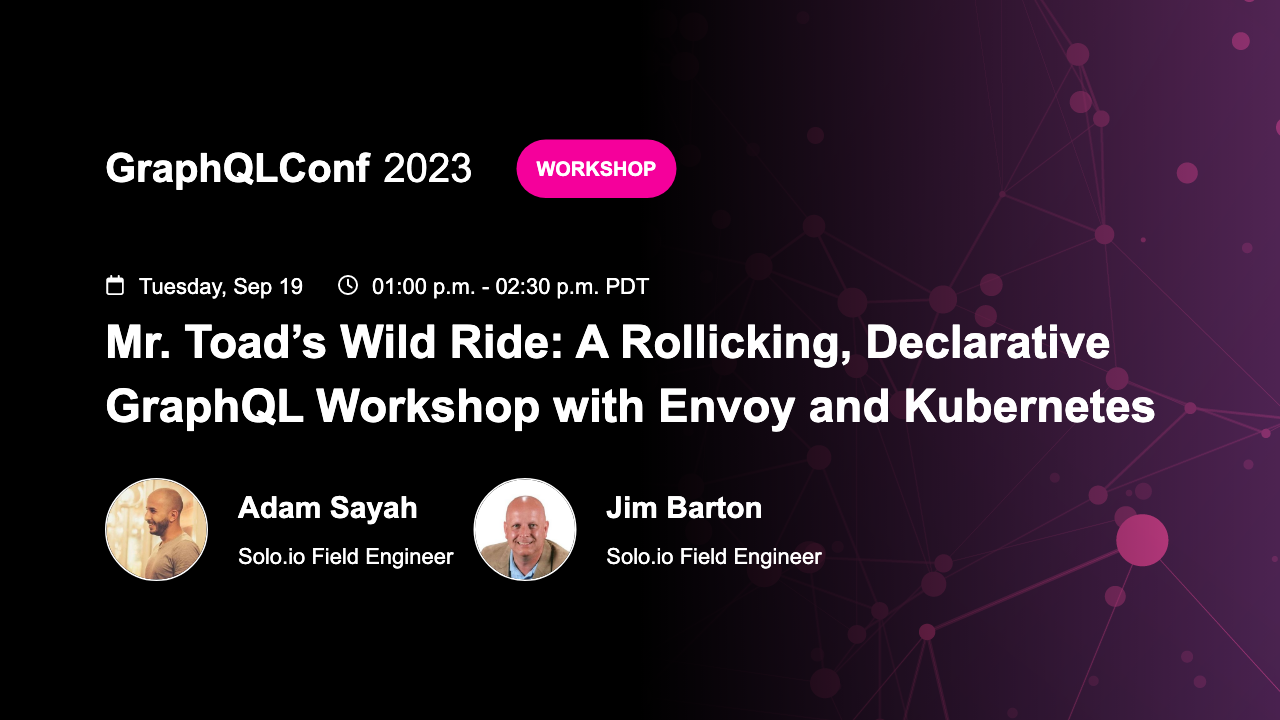 GraphQLConf 2023
WORKSHOP
Tuesday, Sep 19
01:00 p.m. - 02:30 p.m. PDT
Mr. Toad’s Wild Ride: A Rollicking, Declarative
GraphQL Workshop with Envoy and Kubernetes
Adam Sayah
Solo.io Field Engineer
Jim Barton
Solo.io Field Engineer